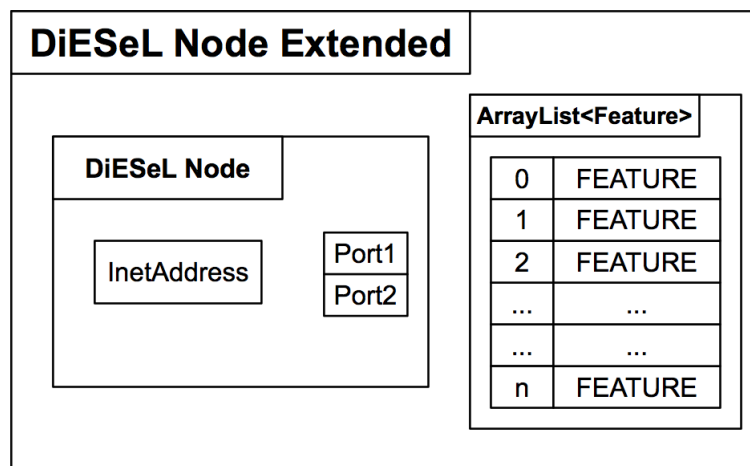 DiESeL Node Extended
DiESeL Node
InetAddress
Port1
Port2
ArrayList<Feature>
0 FEATURE
1 FEATURE
2 FEATURE
... ...
... ...
n FEATURE